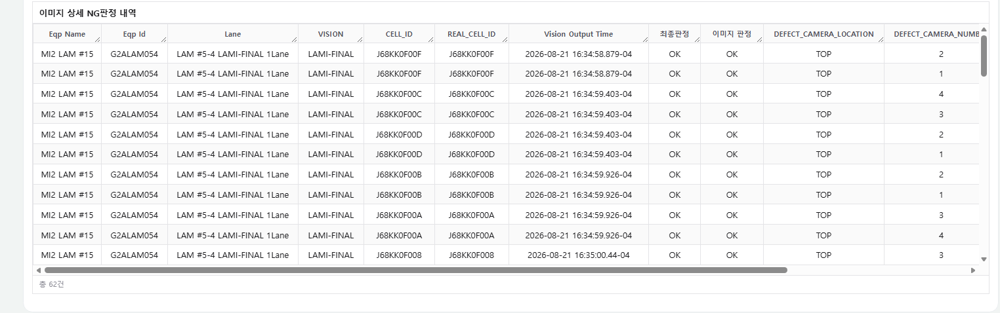 이미지 상세 NG판정 내역
Eqp Name Eqp Id Lane VISION CELL_ID REAL_CELL_ID Vision Output Time 최종판정 이미지 판정 DEFECT_CAMERA_LOCATION DEFECT_CAMERA_NUMB
MI2 LAM #15 G2ALAM054 LAM #5-4 LAMI-FINAL 1Lane LAMI-FINAL J68KK0F00F J68KK0F00F 2026-08-21 16:34:58.879-04 OK OK TOP 2
MI2 LAM #15 G2ALAM054 LAM #5-4 LAMI-FINAL 1Lane LAMI-FINAL J68KK0F00F J68KK0F00F 2026-08-21 16:34:58.879-04 OK OK TOP 1
MI2 LAM #15 G2ALAM054 LAM #5-4 LAMI-FINAL 1Lane LAMI-FINAL J68KK0F00C J68KK0F00C 2026-08-21 16:34:59.403-04 OK OK TOP 4
MI2 LAM #15 G2ALAM054 LAM #5-4 LAMI-FINAL 1Lane LAMI-FINAL J68KK0F00C J68KK0F00C 2026-08-21 16:34:59.403-04 OK OK TOP 3
MI2 LAM #15 G2ALAM054 LAM #5-4 LAMI-FINAL 1Lane LAMI-FINAL J68KK0F00D J68KK0F00D 2026-08-21 16:34:59.403-04 OK OK TOP 2
MI2 LAM #15 G2ALAM054 LAM #5-4 LAMI-FINAL 1Lane LAMI-FINAL J68KK0F00D J68KK0F00D 2026-08-21 16:34:59.403-04 OK OK TOP 1
MI2 LAM #15 G2ALAM054 LAM #5-4 LAMI-FINAL 1Lane LAMI-FINAL J68KK0F00B J68KK0F00B 2026-08-21 16:34:59.926-04 OK OK TOP 2
MI2 LAM #15 G2ALAM054 LAM #5-4 LAMI-FINAL 1Lane LAMI-FINAL J68KK0F00B J68KK0F00B 2026-08-21 16:34:59.926-04 OK OK TOP 1
MI2 LAM #15 G2ALAM054 LAM #5-4 LAMI-FINAL 1Lane LAMI-FINAL J68KK0F00A J68KK0F00A 2026-08-21 16:34:59.926-04 OK OK TOP 3
MI2 LAM #15 G2ALAM054 LAM #5-4 LAMI-FINAL 1Lane LAMI-FINAL J68KK0F00A J68KK0F00A 2026-08-21 16:34:59.926-04 OK OK TOP 4
MI2 LAM #15 G2ALAM054 LAM #5-4 LAMI-FINAL 1Lane LAMI-FINAL J68KK0F008 J68KK0F008 2026-08-21 16:35:00.44-04 OK OK TOP 3
총 62건